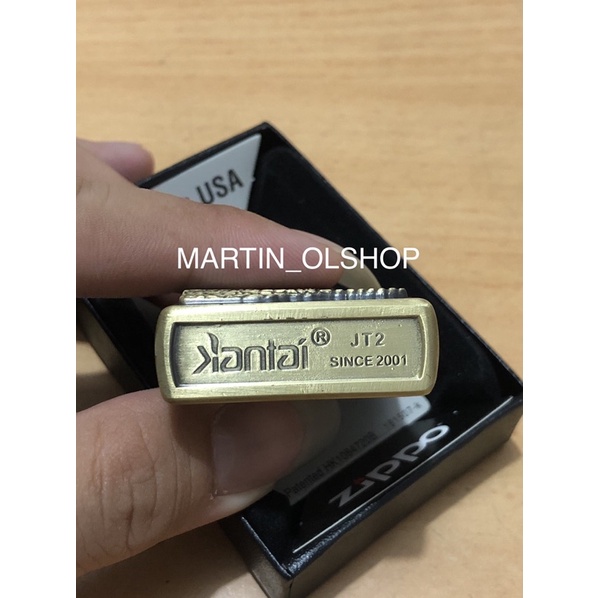 USA
MARTIN_OLSHOP
kantai® JT2
SINCE 2001
zippo